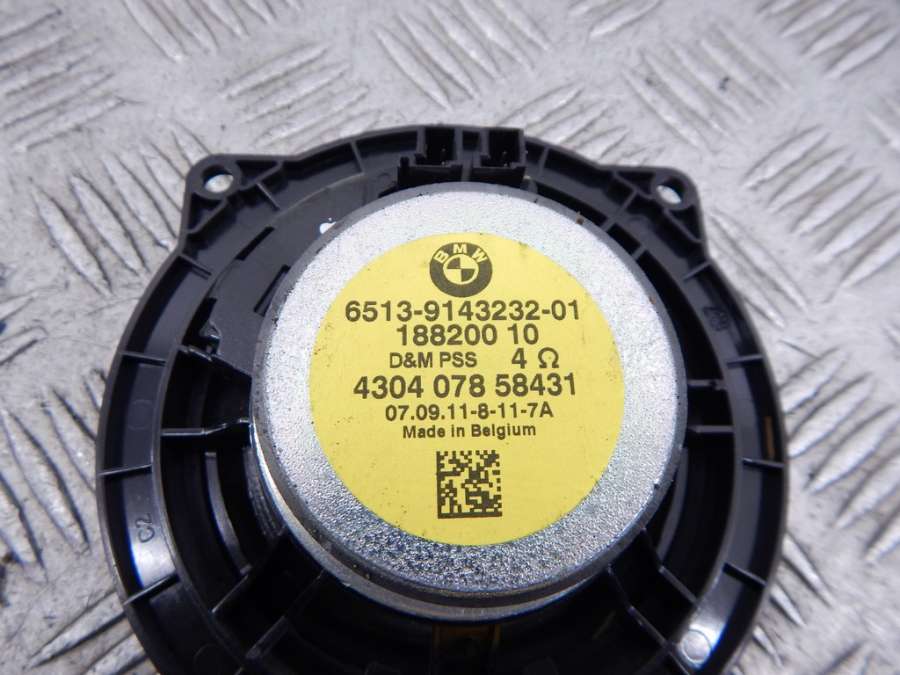 BMW
6513-9143232-01
188200 10
D&M PSS 4 Ω
4304 078 58431
07.09.11-8-11-7A
Made in Belgium